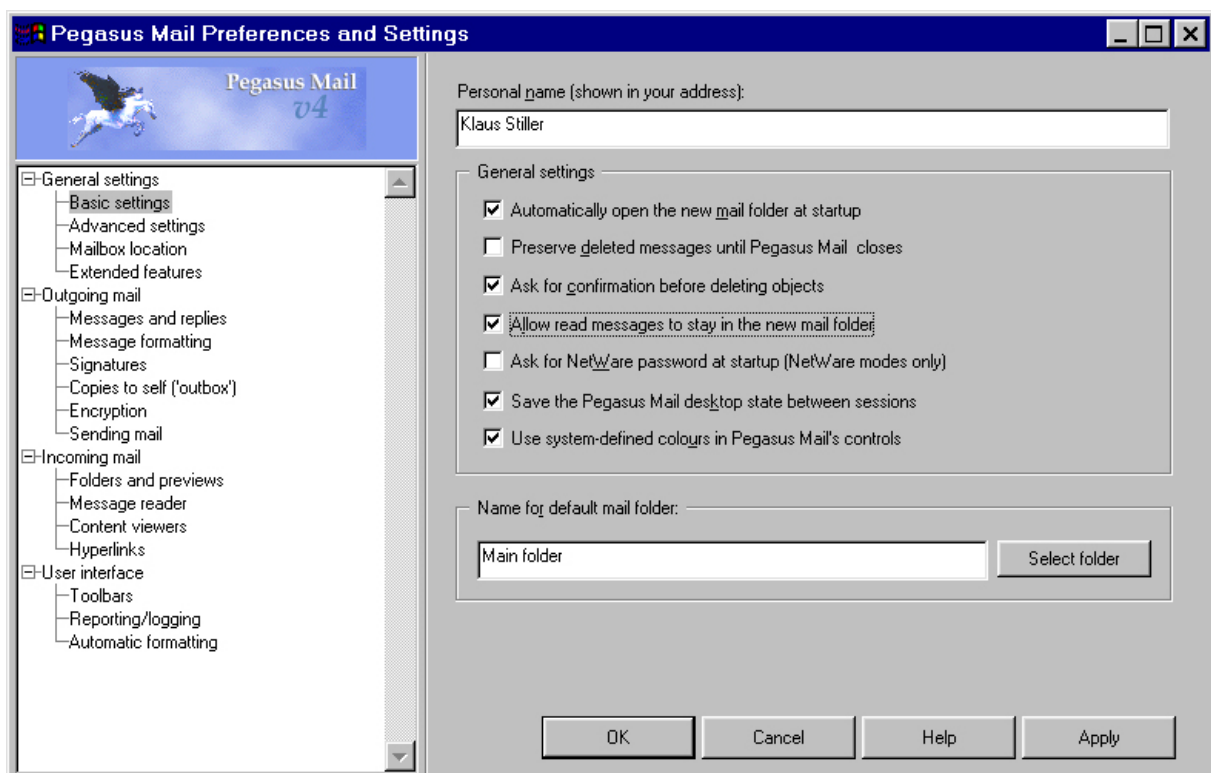 Pegasus Mail Preferences and Settings
Pegasus Mail
v4
General settings
Basic settings
Advanced settings
Mailbox location
Extended features
Outgoing mail
Messages and replies
Message formatting
Signatures
Copies to self ('outbox')
Encryption
Sending mail
Incoming mail
Folders and previews
Message reader
Content viewers
Hyperlinks
User interface
Toolbars
Reporting/logging
Automatic formatting
Personal name (shown in your address):
Klaus Stiller
General settings
Automatically open the new mail folder at startup
Preserve deleted messages until Pegasus Mail  closes
Ask for confirmation before deleting objects
Allow read messages to stay in the new mail folder
Ask for NetWare password at startup (NetWare modes only)
Save the Pegasus Mail desktop state between sessions
Use system-defined colours in Pegasus Mail's controls
Name for default mail folder:
Main folder
Select folder
OK
Cancel
Help
Apply